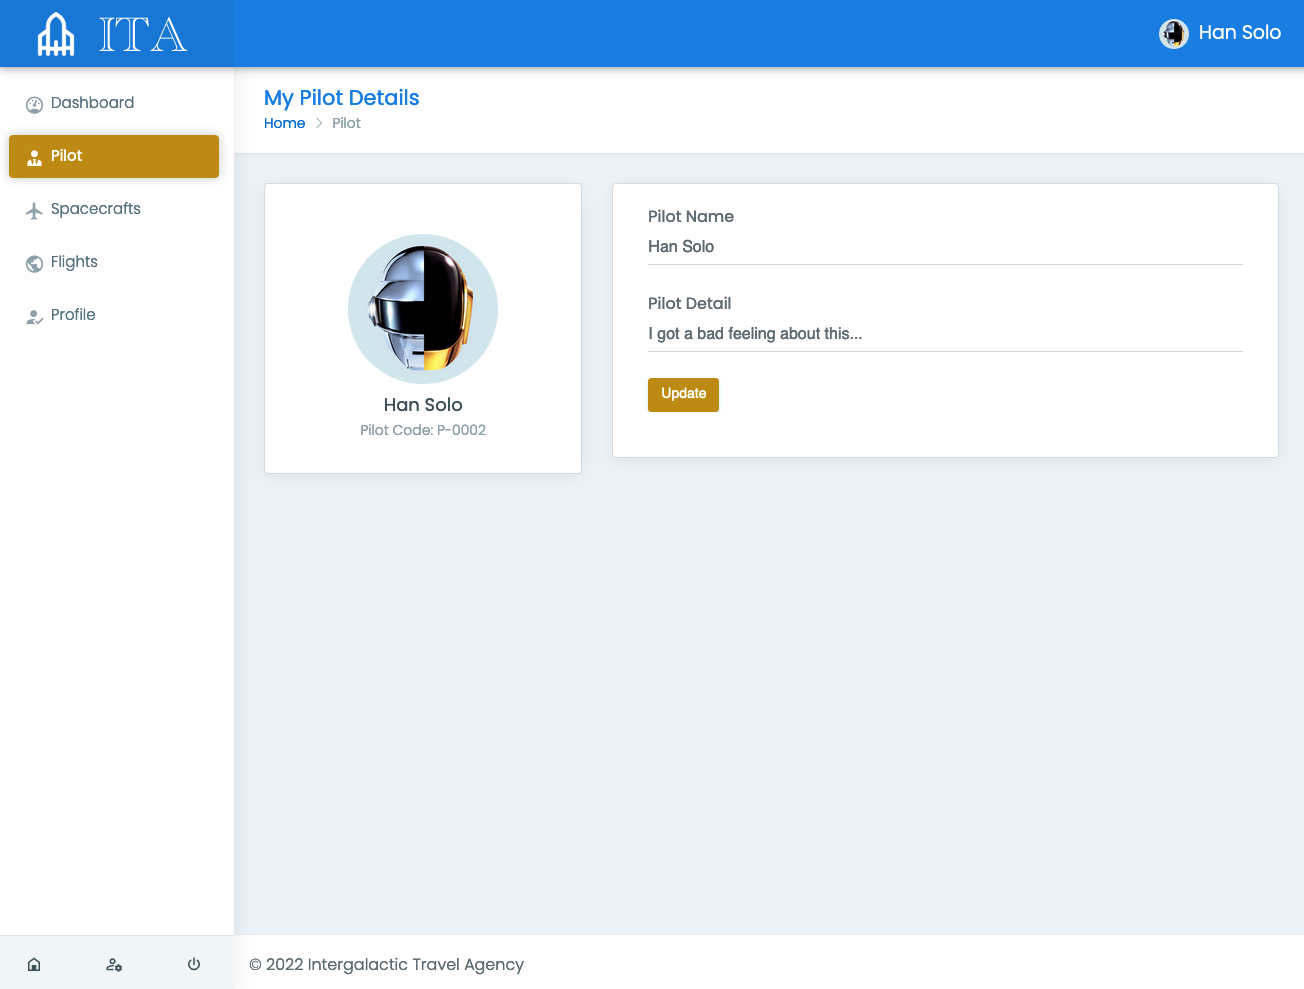 ITA
Han Solo
Dashboard
Pilot
Spacecrafts
Flights
Profile
My Pilot Details
Home > Pilot
Han Solo
Pilot Code: P-0002
Pilot Name
Han Solo
Pilot Detail
I got a bad feeling about this...
Update
© 2022 Intergalactic Travel Agency